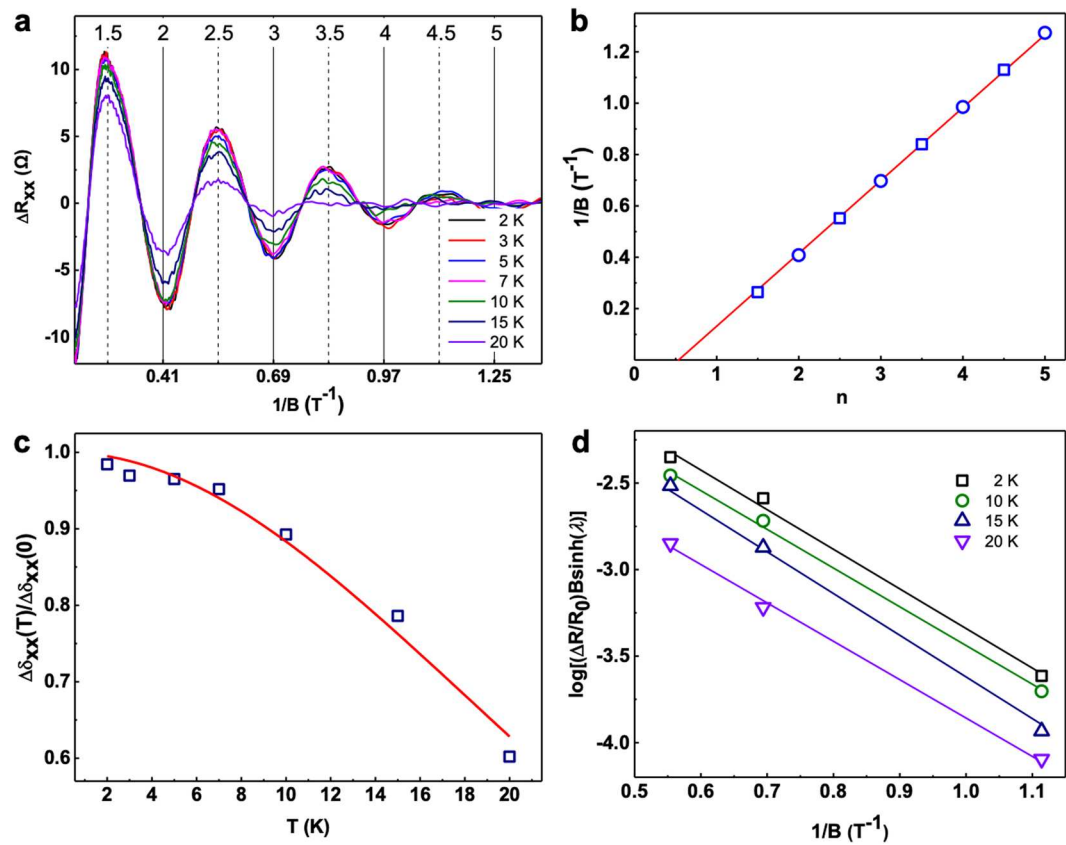 a
1.5 2 2.5 3 3.5 4 4.5 5
10
5
0
-5
-10
ΔRxx (Ω)
2 K
3 K
5 K
7 K
10 K
15 K
20 K
0.41 0.69 0.97 1.25
1/B (T-1)
b
1.2
1.0
0.8
0.6
0.4
0.2
1/B (T-1)
0 1 2 3 4 5
n
c
1.0
0.9
0.8
0.7
0.6
Δδxx(T)/Δδxx(0)
2 4 6 8 10 12 14 16 18 20
T (K)
d
-2.5
-3.0
-3.5
-4.0
log[(ΔR/R0)Bsinh(λ)]
2 K
10 K
15 K
20 K
0.5 0.6 0.7 0.8 0.9 1.0 1.1
1/B (T-1)